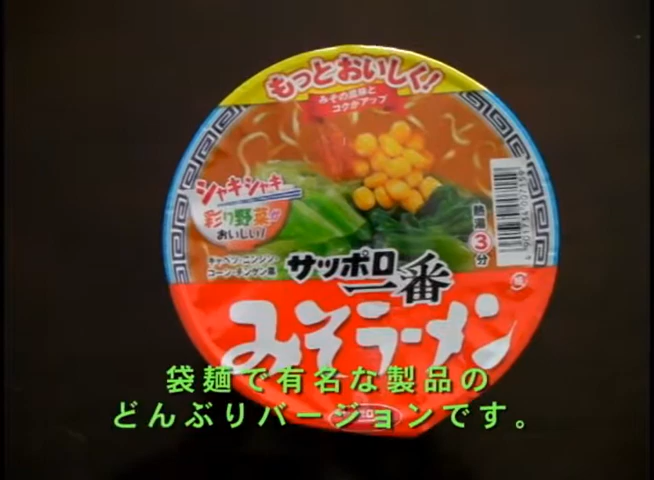 もっとおいしく!
みその風味と
コクがアップ
シャキシャキ
彩り野菜が
おいしい!
キャベツ・ニンジン
コーン・チンゲン菜
熱湯3分
サッポロ
一番
みそラーメン
袋麺で有名な製品の
どんぶりバージョンです。